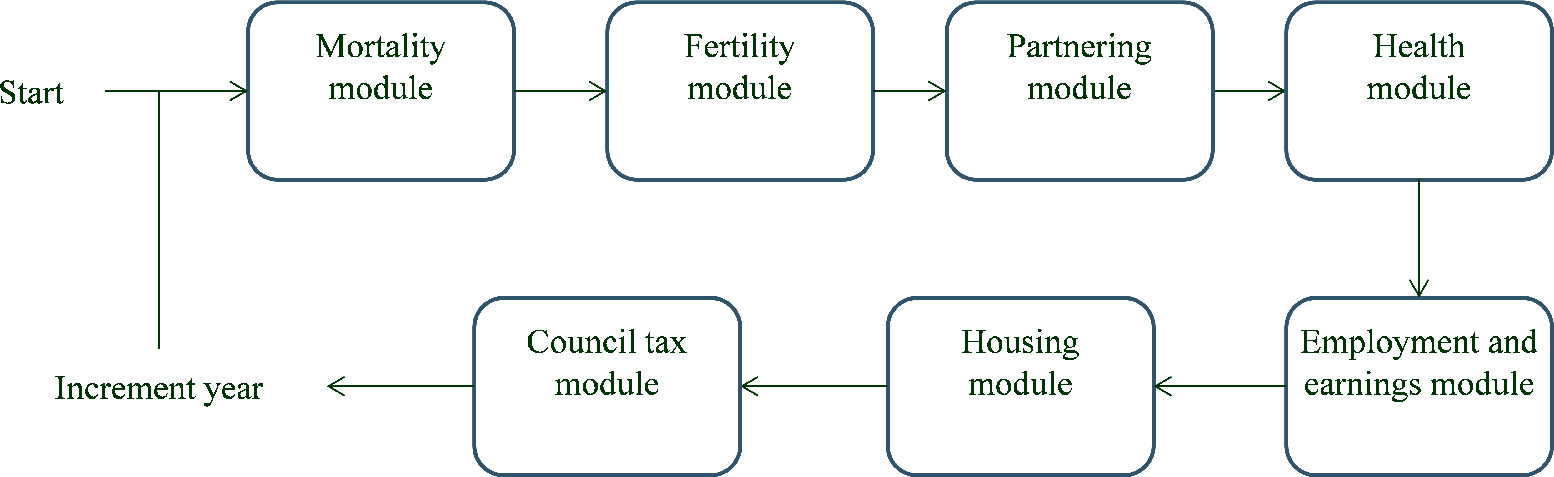 Start
Mortality
module
Fertility
module
Partnering
module
Health
module
Employment and
earnings module
Housing
module
Council tax
module
Increment year